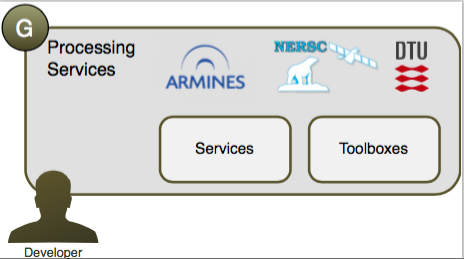 G
Processing
Services
ARMINES
NERSC
DTU
Services
Toolboxes
Developer